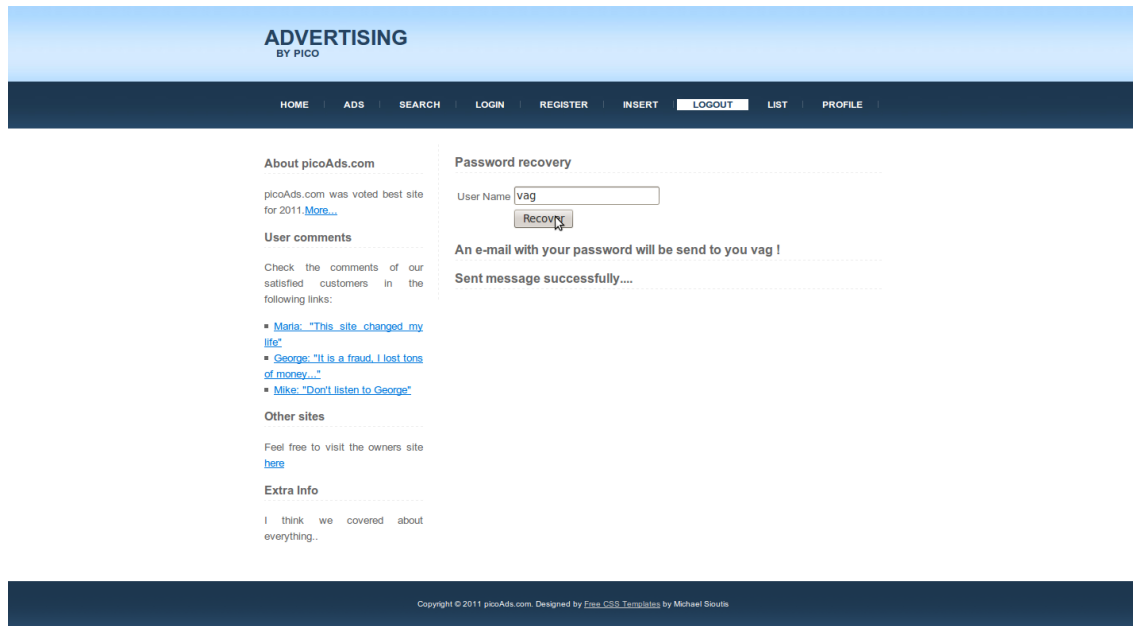 ADVERTISING
BY PICO
HOME ADS SEARCH LOGIN REGISTER INSERT LOGOUT LIST PROFILE
About picoAds.com
picoAds.com was voted best site
for 2011.More...
User comments
Check the comments of our
satisfied customers in the
following links:
Maria: "This site changed my
life"
George: "It is a fraud, I lost tons
of money..."
Mike: "Don't listen to George"
Other sites
Feel free to visit the owners site
here
Extra Info
I think we covered about
everything..
Password recovery
User Name vag
Recover
An e-mail with your password will be send to you vag !
Sent message successfully....
Copyright © 2011 picoAds.com. Designed by Free CSS Templates by Michael Sioutis